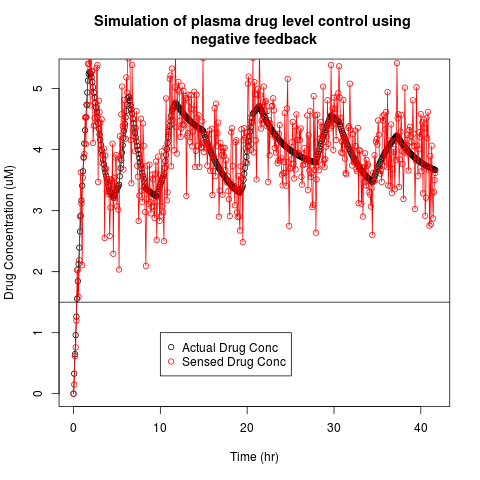 Simulation of plasma drug level control using
negative feedback
Drug Concentration (uM)
5
4
3
2
1
0
Actual Drug Conc
Sensed Drug Conc
0 10 20 30 40
Time (hr)